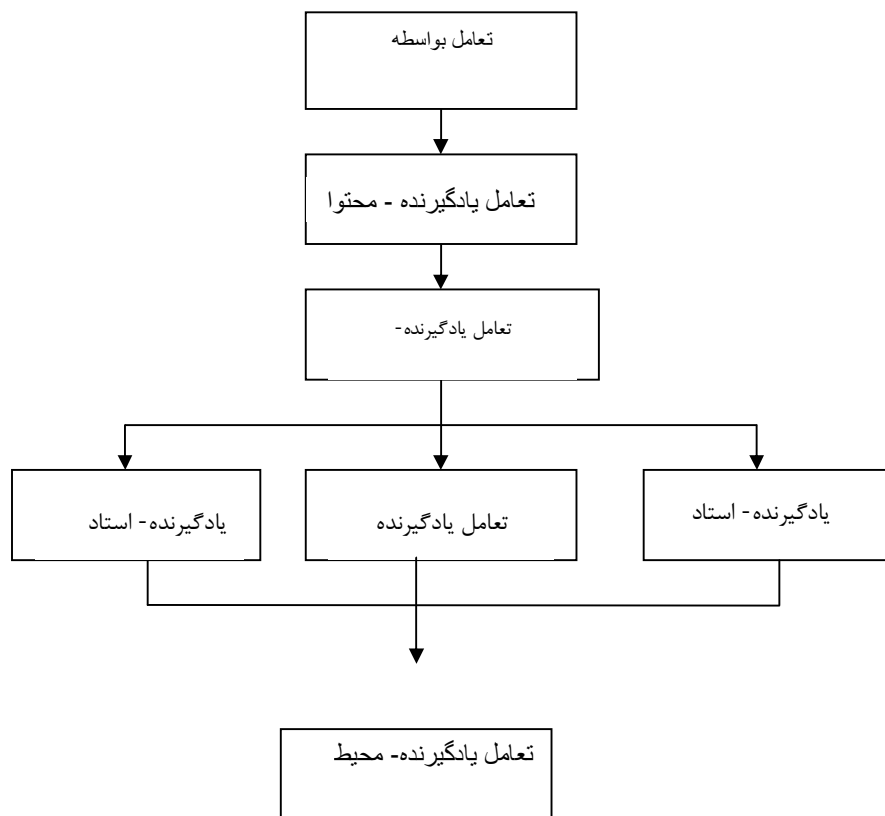 تعامل بواسطه
تعامل یادگیرنده - محتوا
تعامل یادگیرنده-
یادگیرنده- استاد
تعامل یادگیرنده
یادگیرنده- استاد
تعامل یادگیرنده- محیط